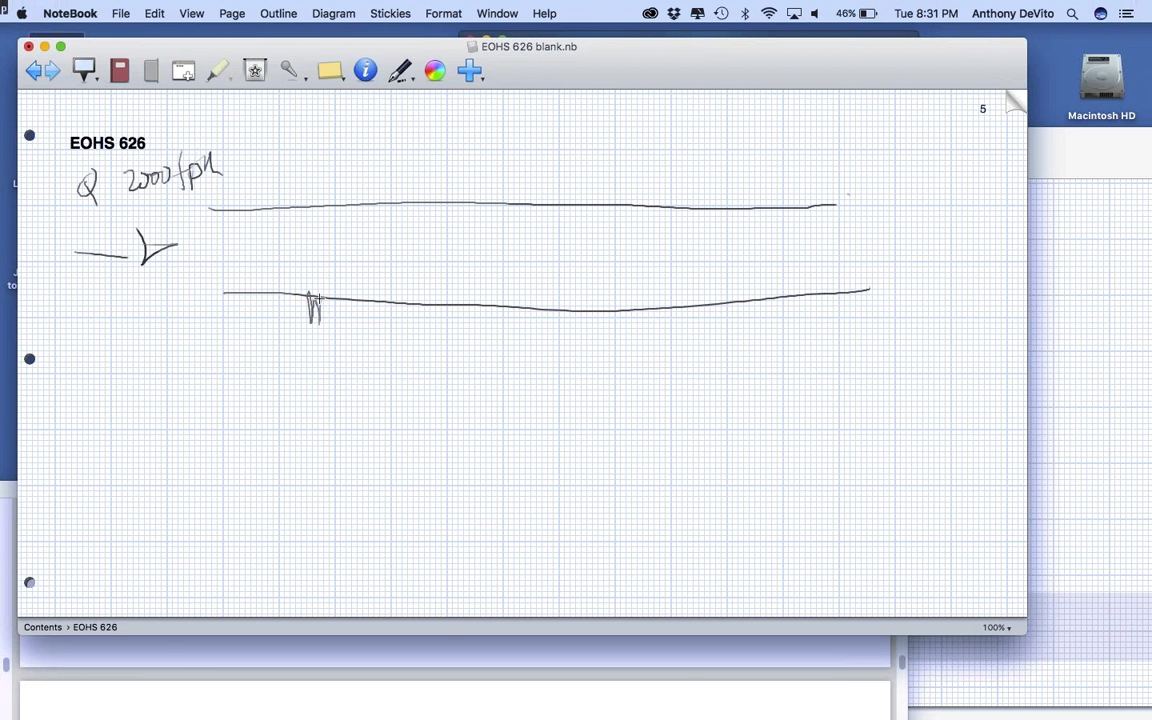 NotebBook File Edit View Page Outline Diagram Stickies Format Window Help 46% Tue 8:31 PM Anthony DeVito
EOHS 626 blank.nb
5
Macintosh HD
EOHS 626
Q 2000 fpm
Contents › EOHS 626
100%